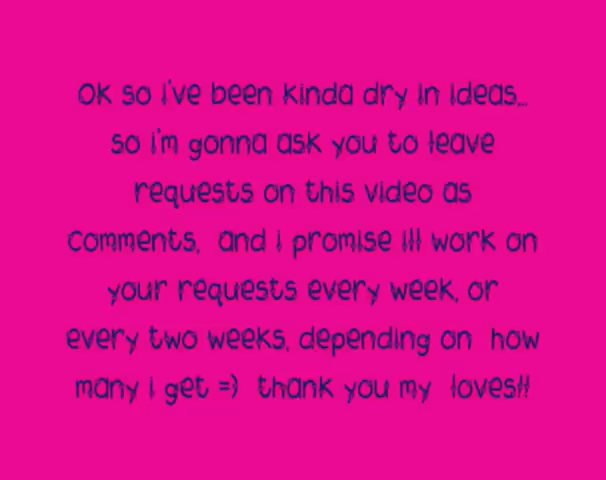 Ok so i've been kinda dry in ideas...
so i'm gonna ask you to leave
requests on this video as
comments, and i promise ill work on
your requests every week, or
every two weeks, depending on how
many i get =) thank you my loves!!